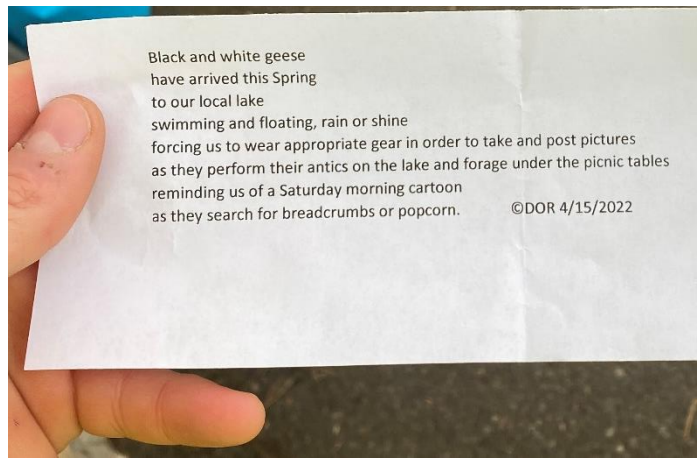 Black and white geese
have arrived this Spring
to our local lake
swimming and floating, rain or shine
forcing us to wear appropriate gear in order to take and post pictures
as they perform their antics on the lake and forage under the picnic tables
reminding us of a Saturday morning cartoon
as they search for breadcrumbs or popcorn. ©DOR 4/15/2022